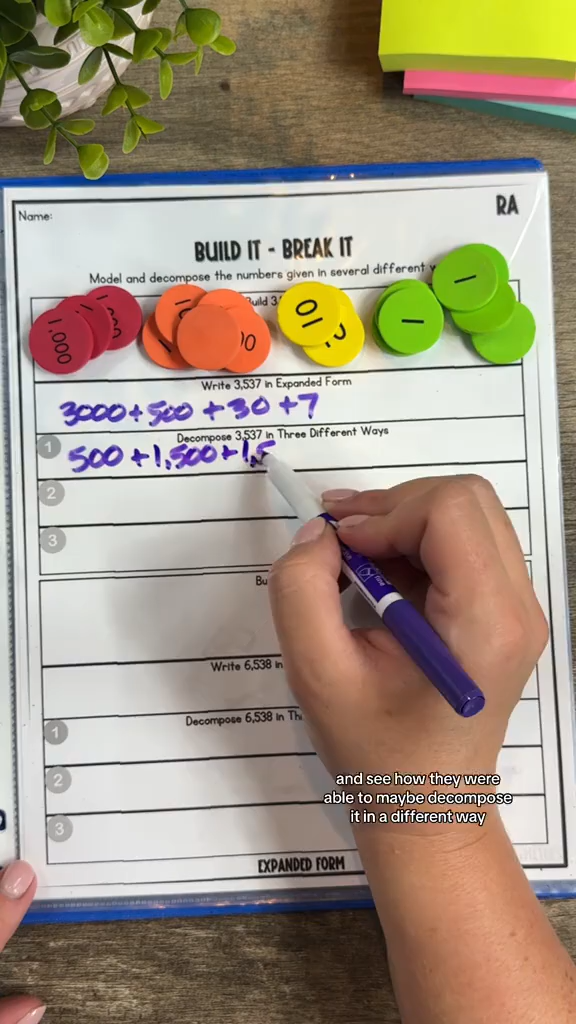 Name:
RA
BUILD IT - BREAK IT
Model and decompose the numbers given in several different
1,000
10
1
1
Write 3,537 in Expanded Form
3000+500 +30 +7
Decompose 3,537 in Three Different Ways
1
500 +1,500+1,5
2
3
Write 6,538 in
Decompose 6,538 in
1
2
3
and see how they were
able to maybe decompose
it in a different way
EXPANDED FORM